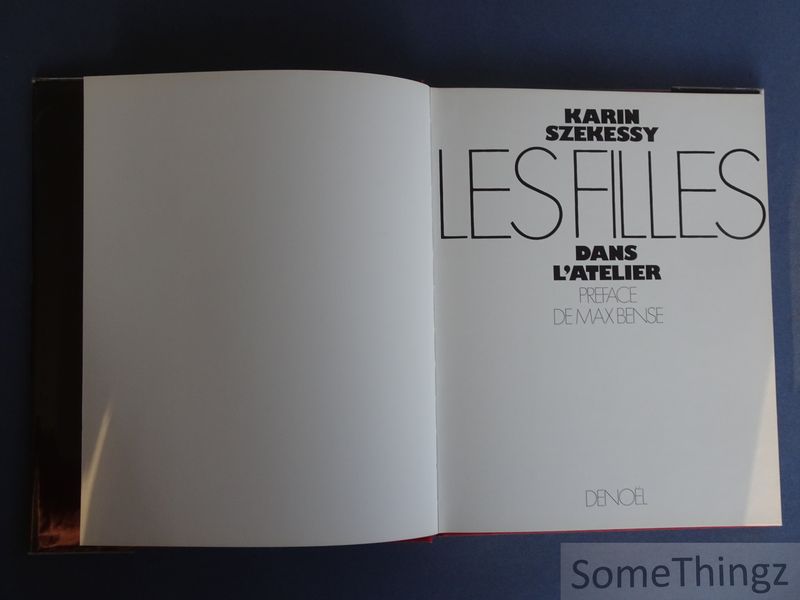 KARIN
SZEKESSY
LES FILLES
DANS
L'ATELIER
PREFACE
DE MAX BENSE
DENOËL
SomeThingz